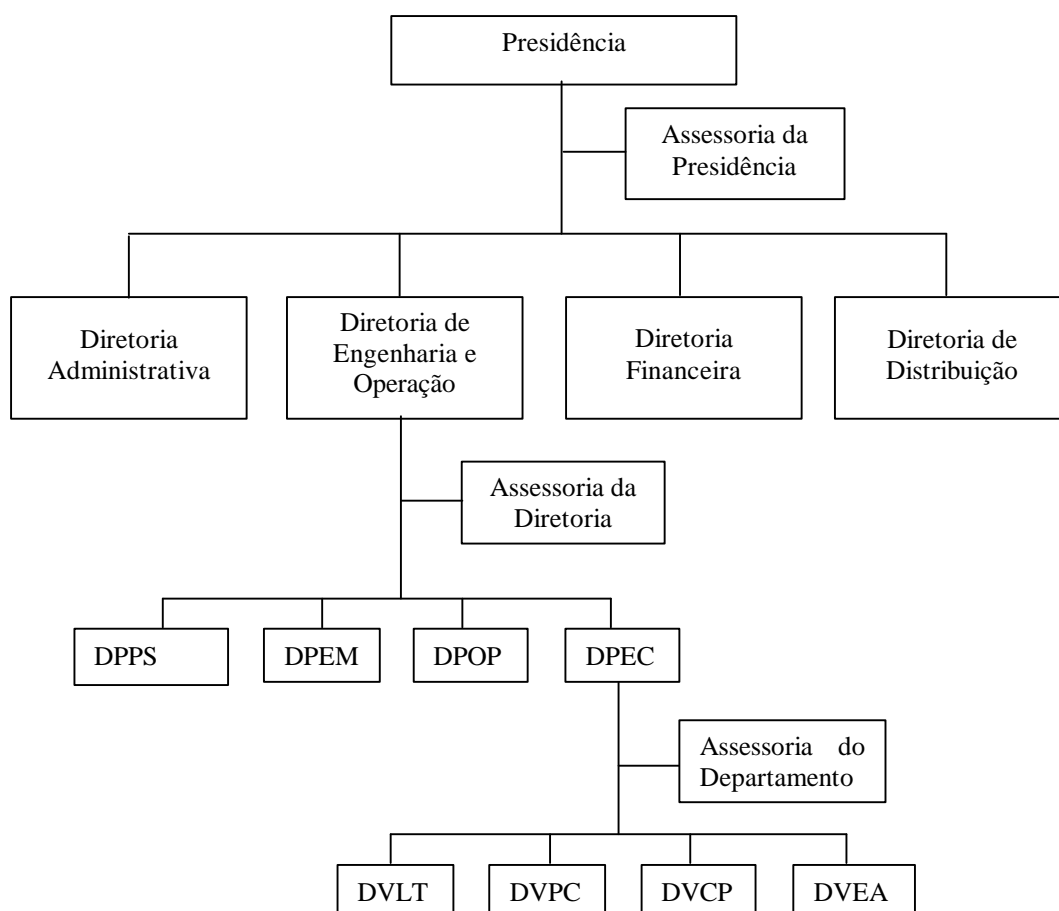 Presidência
Assessoria da
Presidência
Diretoria
Administrativa
Diretoria de
Engenharia e
Operação
Diretoria
Financeira
Diretoria de
Distribuição
Assessoria da
Diretoria
DPPS
DPEM
DPOP
DPEC
Assessoria do
Departamento
DVLT
DVPC
DVCP
DVEA